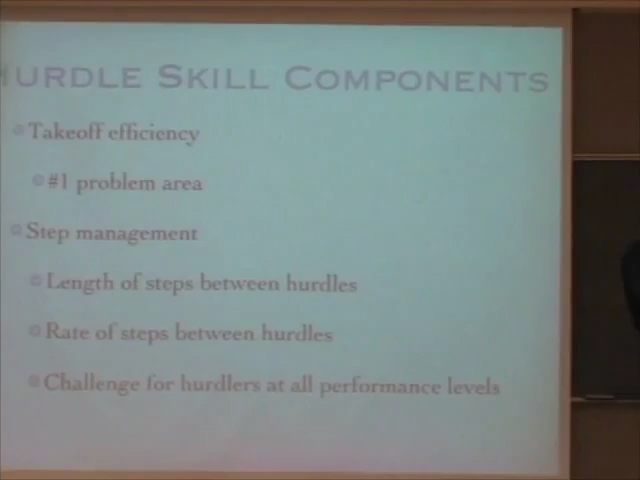 HURDLE SKILL COMPONENTS
Takeoff efficiency
#1 problem area
Step management
Length of steps between hurdles
Rate of steps between hurdles
Challenge for hurdlers at all performance levels